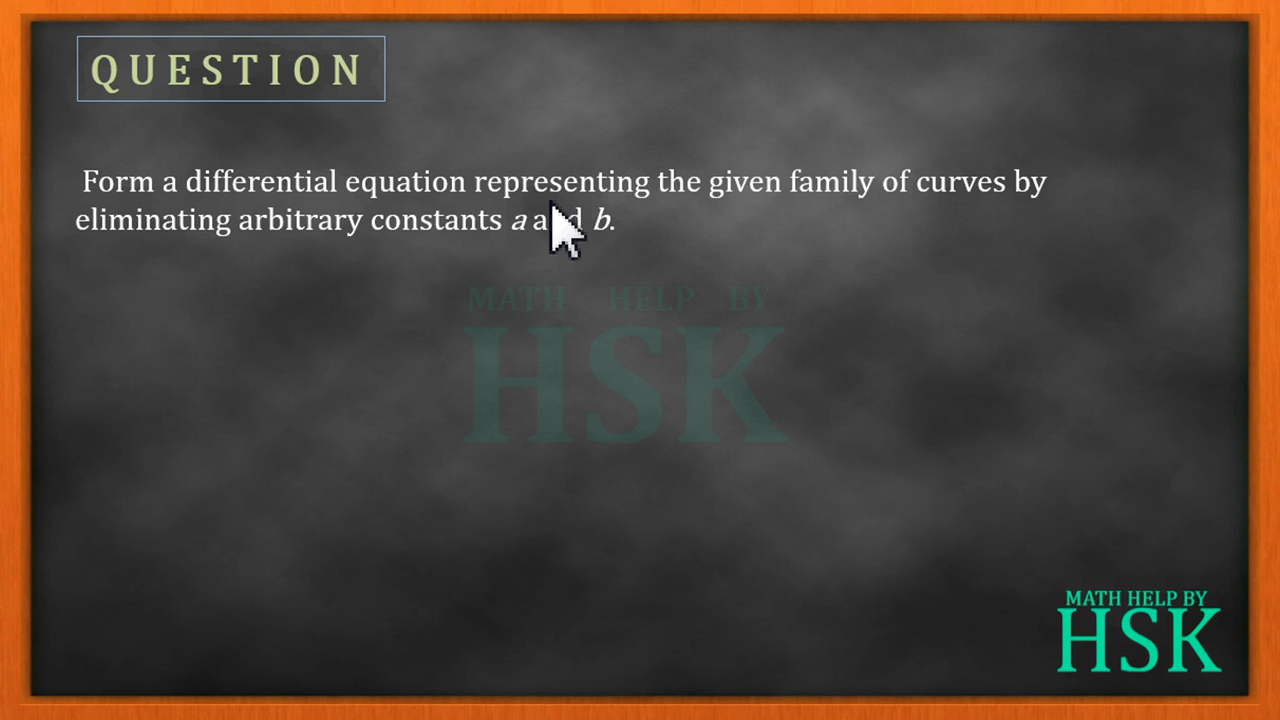 QUESTION
Form a differential equation representing the given family of curves by
eliminating arbitrary constants a and b.
MATH HELP BY
HSK
MATH HELP BY
HSK